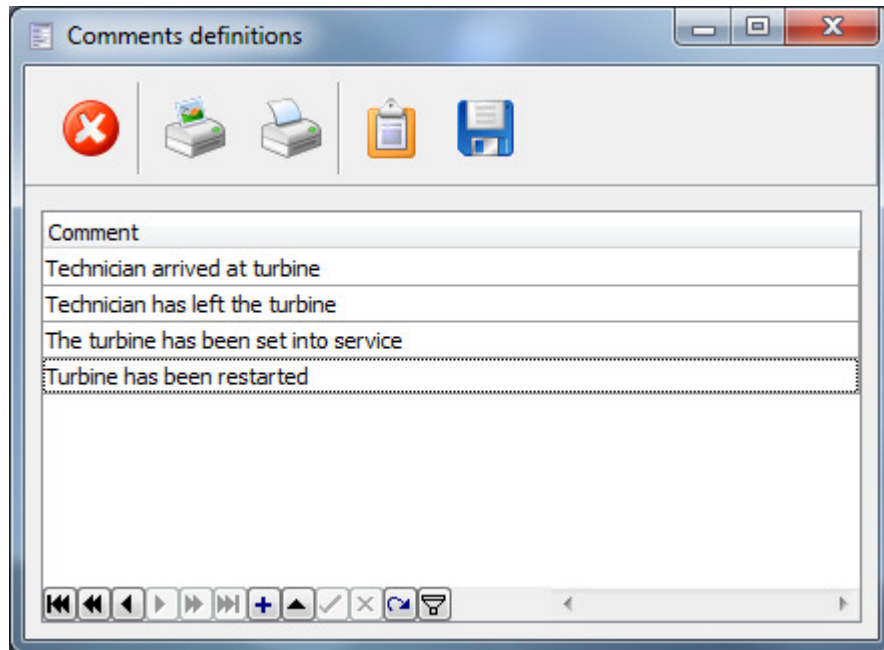 Comments definitions
Comment
Technician arrived at turbine
Technician has left the turbine
The turbine has been set into service
Turbine has been restarted